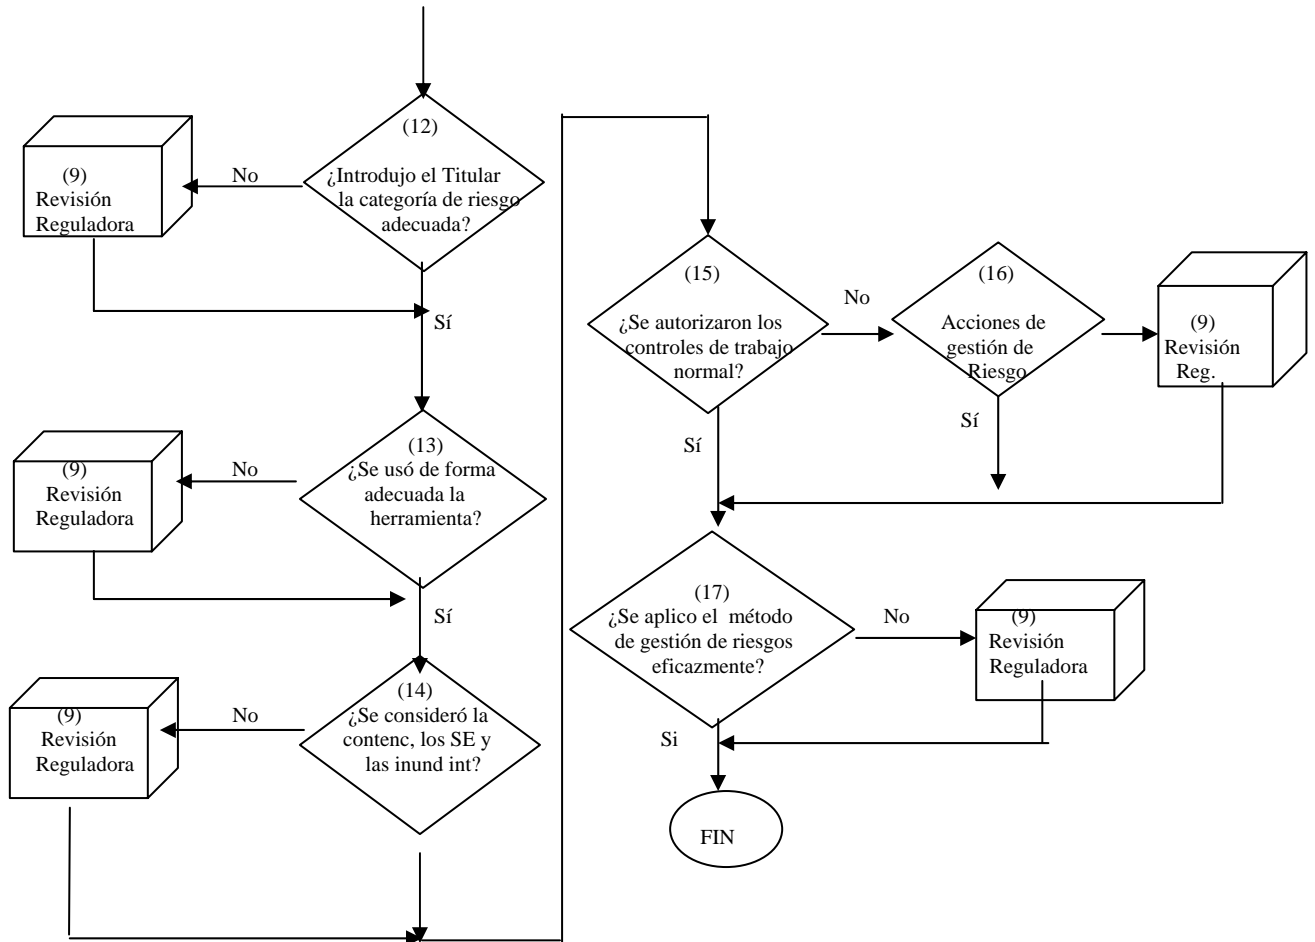 (12)
¿Introdujo el Titular
la categoría de riesgo
adecuada?
No
(9)
Revisión
Reguladora
Sí
(13)
¿Se usó de forma
adecuada la
herramienta?
No
(9)
Revisión
Reguladora
Sí
(14)
¿Se consideró la
contenc, los SE y
las inund int?
No
(9)
Revisión
Reguladora
(15)
¿Se autorizaron los
controles de trabajo
normal?
No
(16)
Acciones de
gestión de
Riesgo
(9)
Revisión
Reg.
Sí
Sí
(17)
¿Se aplico el  método
de gestión de riesgos
eficazmente?
No
(9)
Revisión
Reguladora
Si
FIN